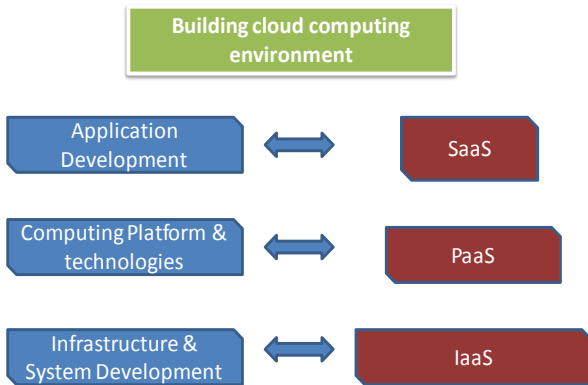 Building cloud computing
environment
Application
Development
SaaS
Computing Platform &
technologies
PaaS
Infrastructure &
System Development
IaaS